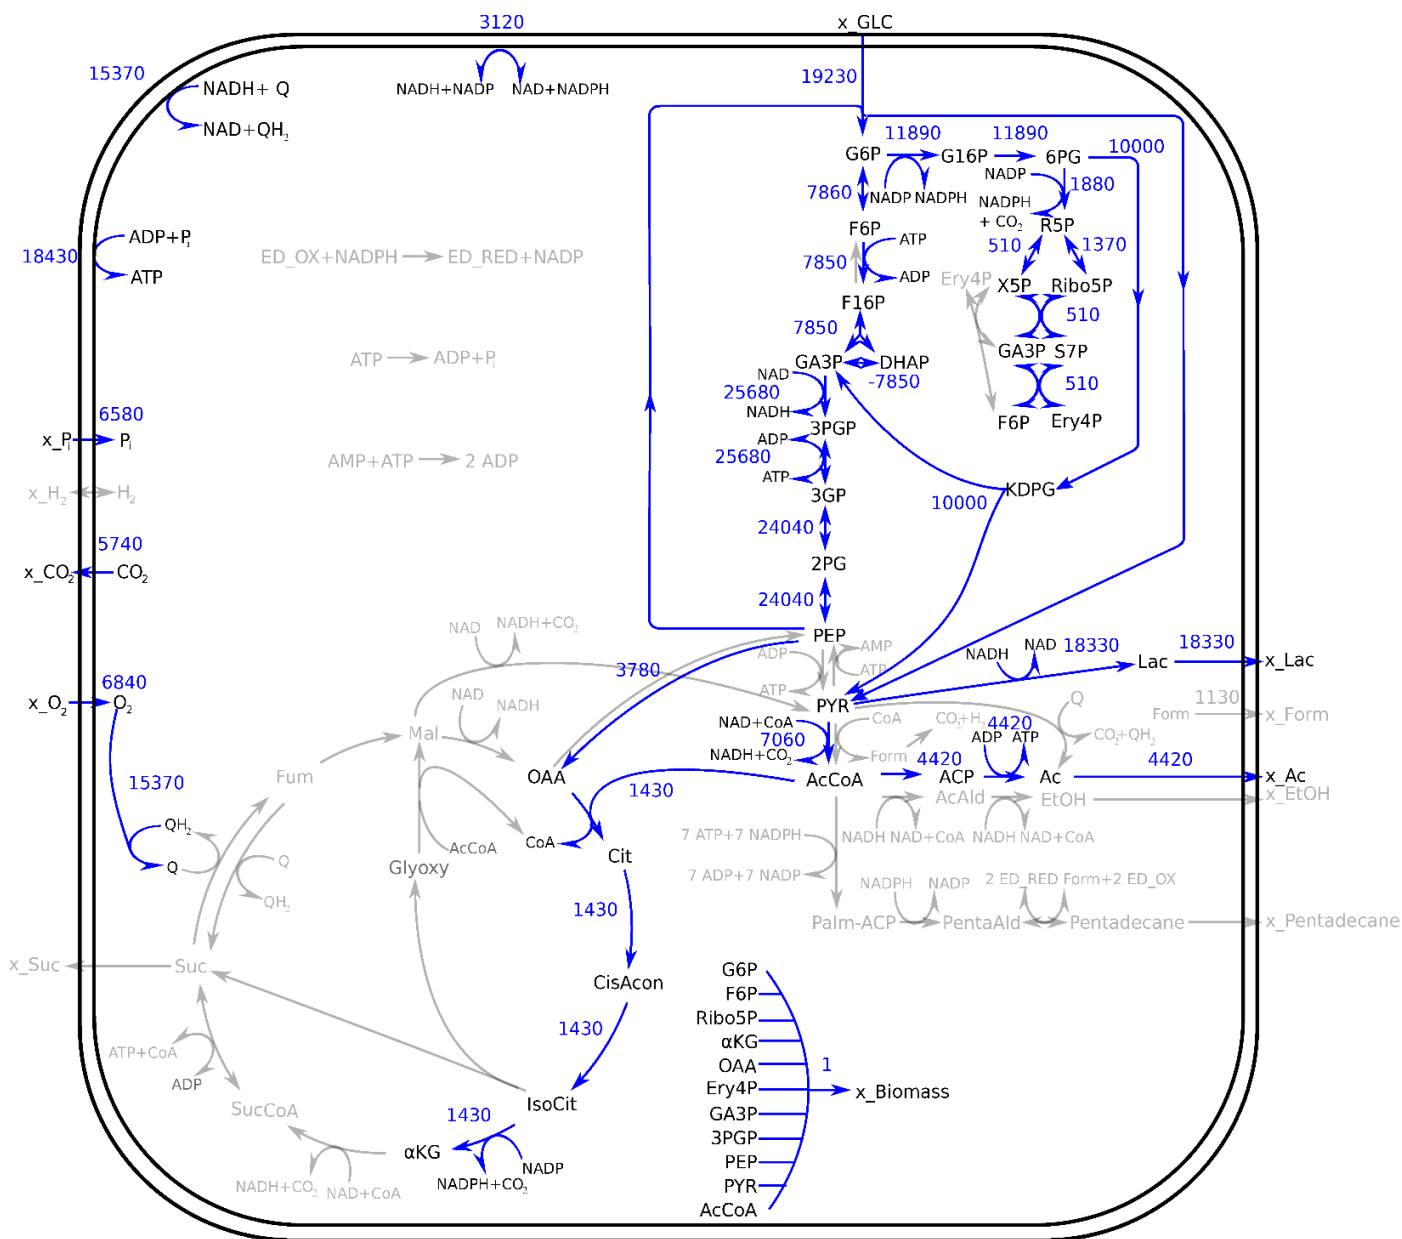 3120
x_GLC
15370
NADH+ Q
NAD+QH₂
NADH+NADP NAD+NADPH
19230
11890 11890
G6P G16P 6PG 10000
NADP 1880
7860 NADP NADPH NADPH
+ CO₂
F6P R5P
ATP
7850 ADP
510 1370
18430
ADP+Pᵢ
ATP
ED_OX+NADPH ED_RED+NADP
Ery4P X5P Ribo5P
F16P
510
7850
GA3P DHAP
-7850
GA3P S7P
ATP ADP+Pᵢ
NAD
25680
NADH
510
F6P Ery4P
6580
x_Pᵢ Pᵢ
3PGP
ADP
25680
ATP
AMP+ATP 2 ADP
x_H₂ H₂
3GP
10000 KDPG
24040
5740
x_CO₂ CO₂
2PG
24040
PEP
NAD NADH+CO₂
3780
ADP AMP
ATP ATP
NADH NAD 18330 18330
Lac x_Lac
6840
x_O₂ O₂
NAD
NADH
PYR
NAD+CoA
7060
NADH+CO₂
CoA
Form
CO₂+H₂
4420
ADP ATP
Q
CO₂+QH₂
Form 1130 x_Form
Mal
Fum
15370
OAA
1430
AcCoA 4420 ACP Ac 4420 x_Ac
AcAld EtOH x_EtOH
QH₂
Q
Q
QH₂
AcCoA
Glyoxy
CoA
Cit
7 ATP+7 NADPH
7 ADP+7 NADP
NADH NAD+CoA NADH NAD+CoA
NADPH NADP 2 ED_RED Form+2 ED_OX
1430
Palm-ACP PentaAld Pentadecane x_Pentadecane
x_Suc Suc
CisAcon
1430
ATP+CoA
ADP
SucCoA
IsoCit
1430
αKG
NADP
NADPH+CO₂
NADH+CO₂ NAD+CoA
G6P
F6P
Ribo5P
αKG
OAA
Ery4P
GA3P
3PGP
PEP
PYR
AcCoA
1
x_Biomass